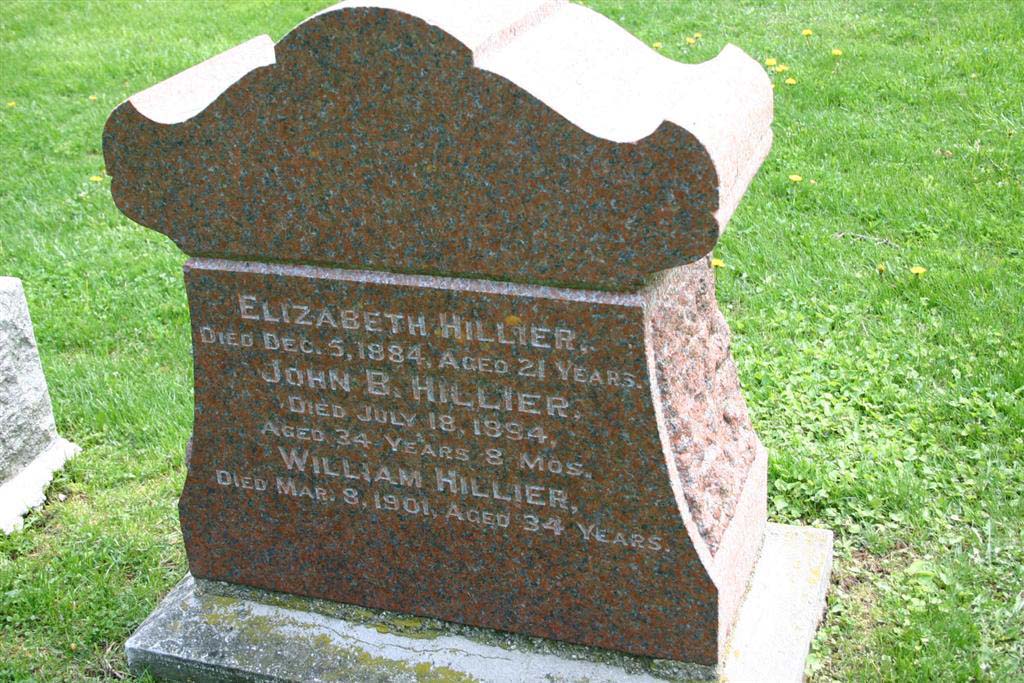 ELIZABETH HILLIER,
DIED DEC. 5, 1884, AGED 21 YEARS.
JOHN B. HILLIER,
DIED JULY 18, 1894,
AGED 34 YEARS 8 MOS.
WILLIAM HILLIER,
DIED MAR. 8, 1901, AGED 34 YEARS.